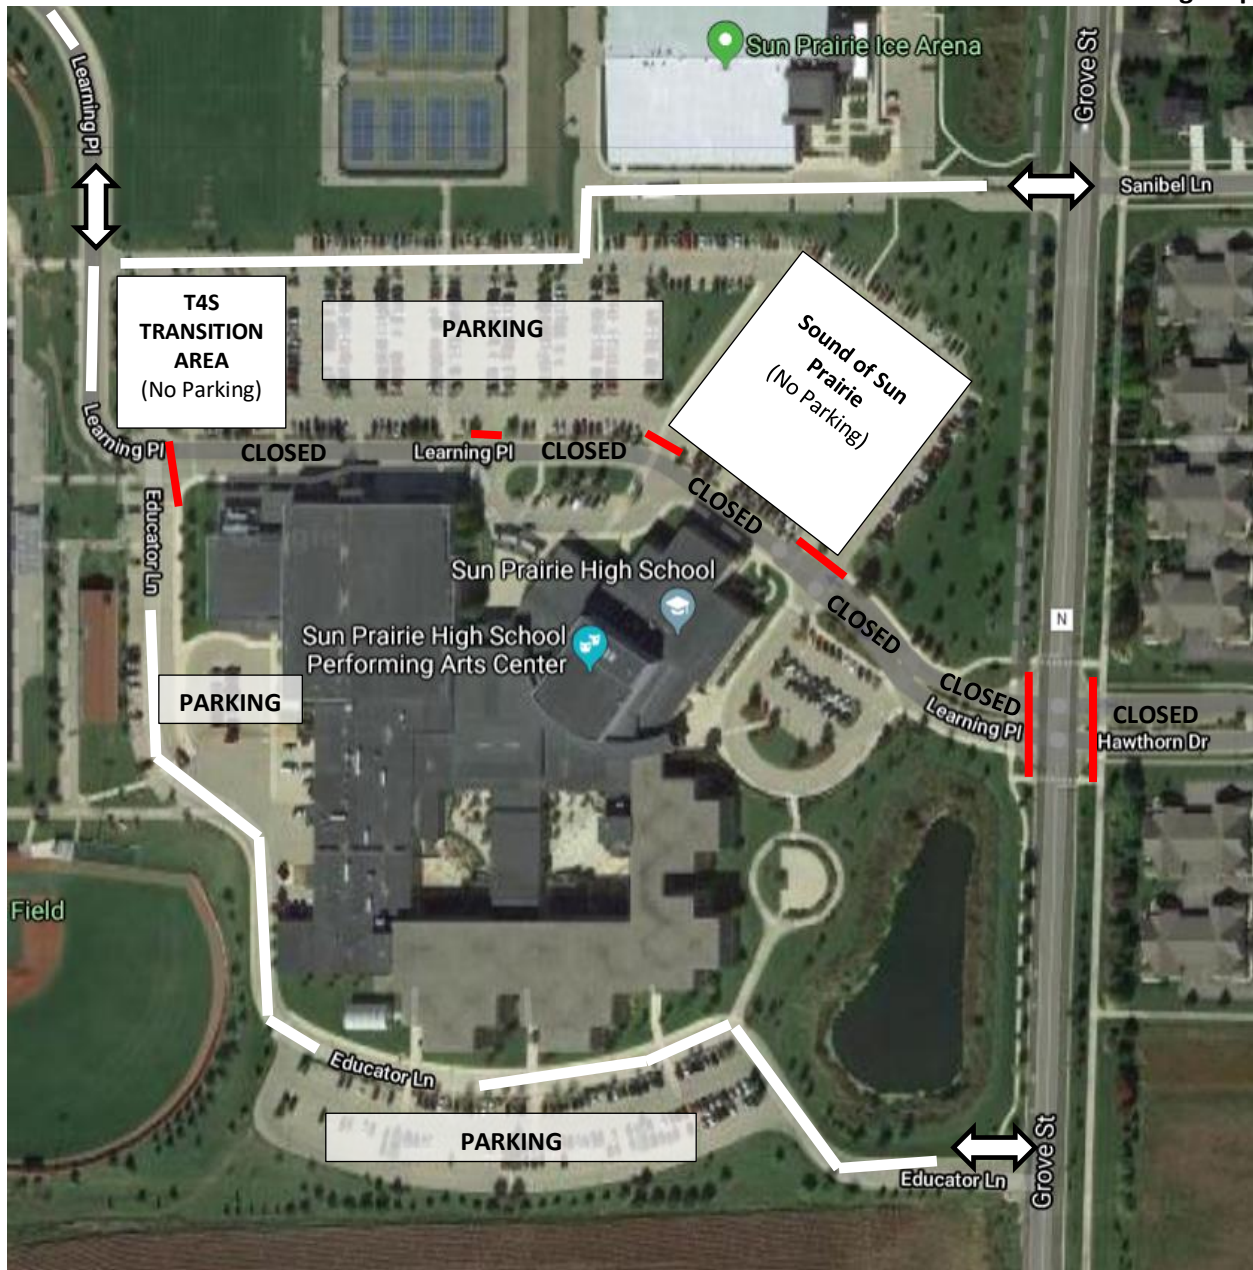 Sun Prairie Ice Arena
Grove St
Learning Pl
Sanibel Ln
T4S
TRANSITION
AREA
(No Parking)
PARKING
Sound of Sun
Prairie
(No Parking)
Learning Pl
CLOSED
Learning Pl
CLOSED
CLOSED
Educator Ln
Sun Prairie High School
CLOSED
N
Sun Prairie High School
Performing Arts Center
PARKING
CLOSED
Learning Pl
CLOSED
Hawthorn Dr
Field
Educator Ln
PARKING
Grove St
Educator Ln